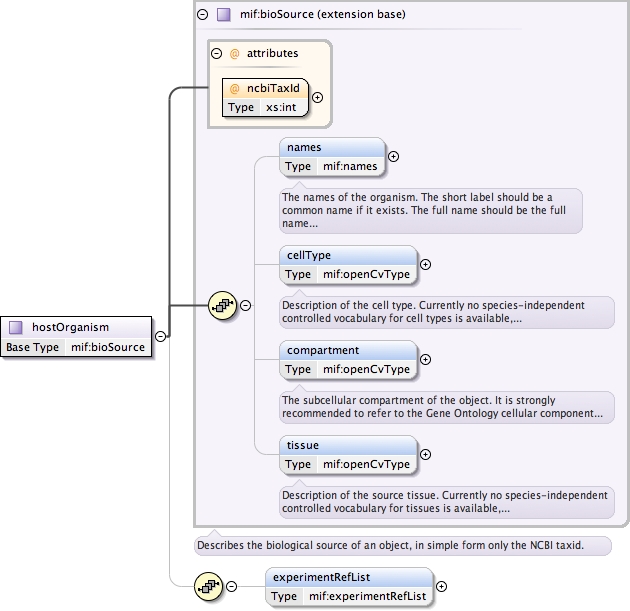 mif:bioSource (extension base)
@ attributes
@ ncbiTaxId
Type xs:int
names
Type mif:names
The names of the organism. The short label should be a
common name if it exists. The full name should be the full
name...
cellType
Type mif:openCvType
Description of the cell type. Currently no species-independent
controlled vocabulary for cell types is available,...
hostOrganism
Base Type mif:bioSource
compartment
Type mif:openCvType
The subcellular compartment of the object. It is strongly
recommended to refer to the Gene Ontology cellular component...
tissue
Type mif:openCvType
Description of the source tissue. Currently no species-independent
controlled vocabulary for tissues is available,...
Describes the biological source of an object, in simple form only the NCBI taxid.
experimentRefList
Type mif:experimentRefList